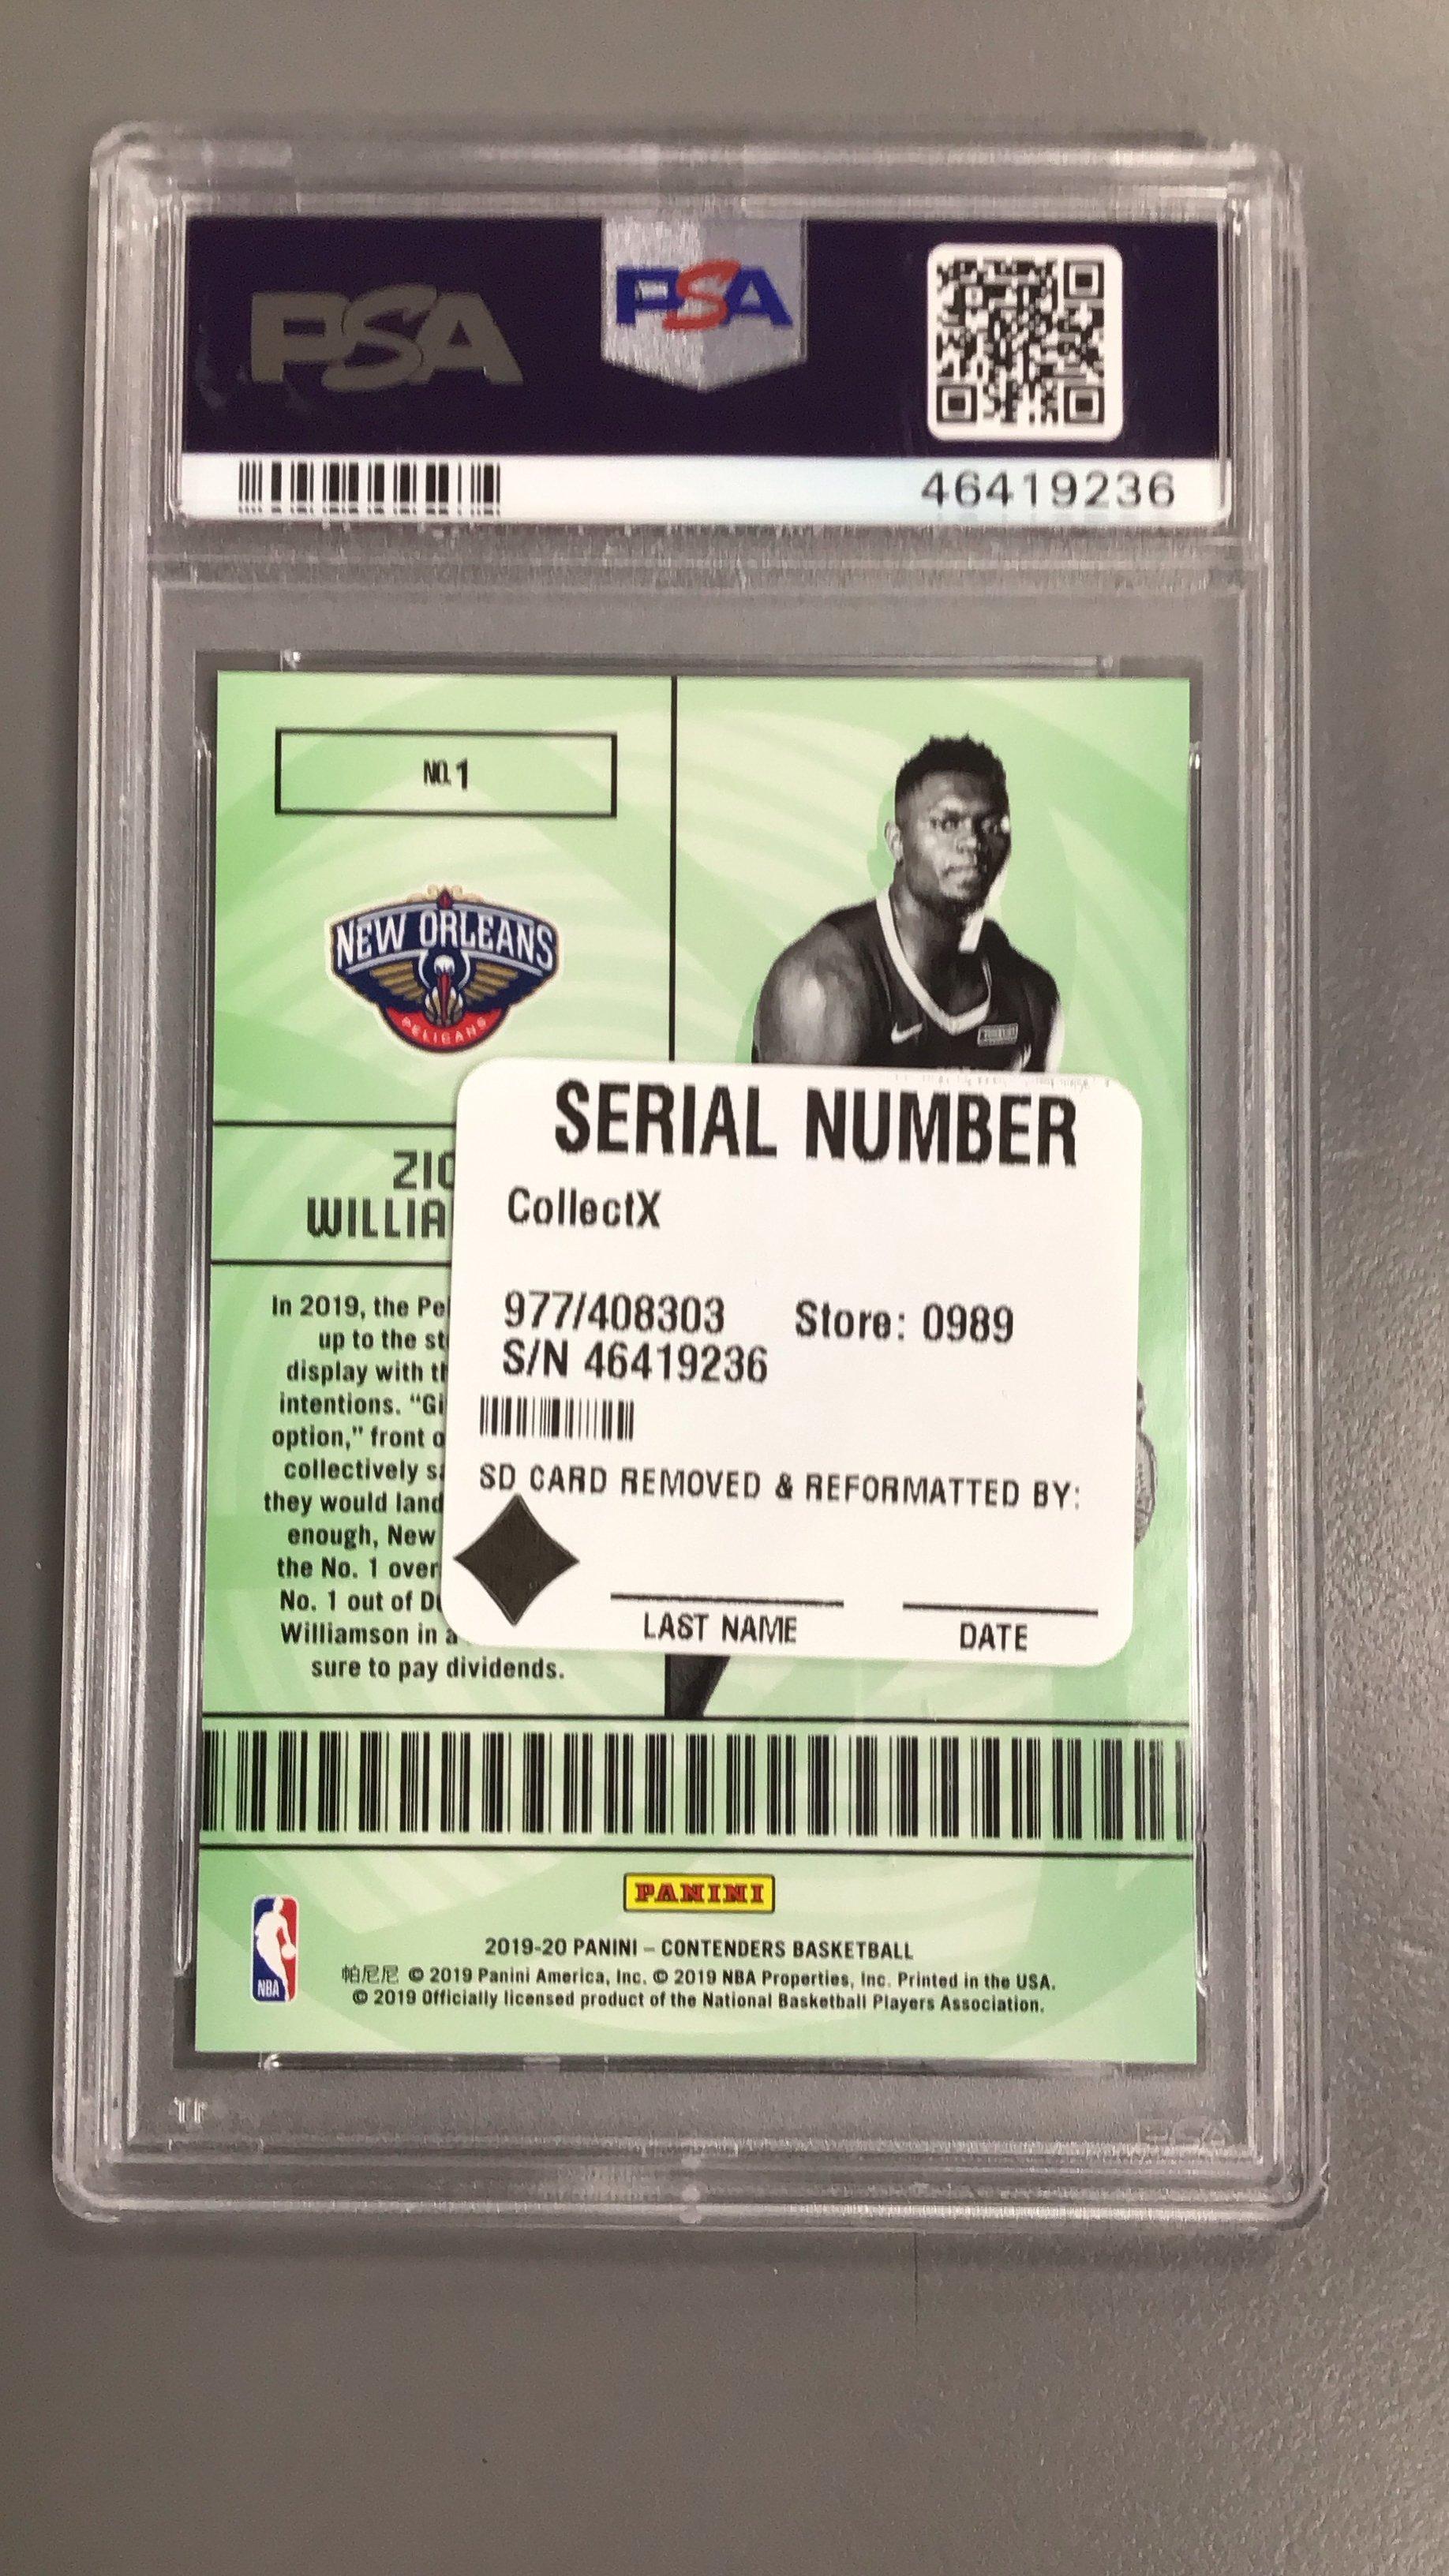 PSA
PSA
46419236
NO. 1
NEW ORLEANS
PELICANS
WILLIA
SERIAL NUMBER
CollectX
977/408303 Store: 0989
S/N 46419236
SD CARD REMOVED & REFORMATTED BY:
LAST NAME DATE
In 2019, the Pel
up to the st
display with th
intentions. “Gi
option,” front o
collectively sa
they would land
enough, New
the No. 1 over
No. 1 out of Du
Williamson in a
sure to pay dividends.
PANINI
NBA
2019-20 PANINI – CONTENDERS BASKETBALL
帕尼尼 © 2019 Panini America, Inc. © 2019 NBA Properties, Inc. Printed in the USA.
© 2019 Officially licensed product of the National Basketball Players Association.
PSA